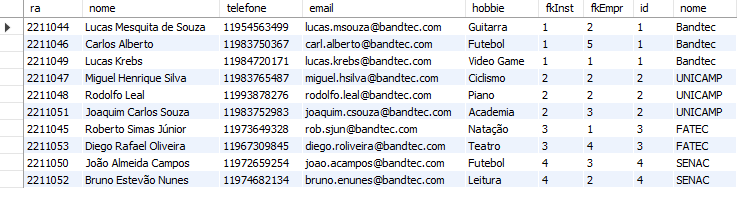 ra nome telefone email hobbie fkInst fkEmpr id nome
2211044 Lucas Mesquita de Souza 11954563499 lucas.msouza@bandtec.com Guitarra 1 2 1 Bandtec
2211046 Carlos Alberto 11983750367 carl.alberto@bandtec.com Futebol 1 5 1 Bandtec
2211049 Lucas Krebs 11984720171 lucas.krebs@bandtec.com Video Game 1 1 1 Bandtec
2211047 Miguel Henrique Silva 11983765487 miguel.hsilva@bandtec.com Ciclismo 2 2 2 UNICAMP
2211048 Rodolfo Leal 11993878276 rodolfo.leal@bandtec.com Piano 2 2 2 UNICAMP
2211051 Joaquim Carlos Souza 11983752983 joaquim.csouza@bandtec.com Academia 2 3 2 UNICAMP
2211045 Roberto Simas Júnior 11973649328 rob.sjun@bandtec.com Natação 3 1 3 FATEC
2211053 Diego Rafael Oliveira 11967309845 diego.roliveira@bandtec.com Teatro 3 4 3 FATEC
2211050 João Almeida Campos 11972659254 joao.acampos@bandtec.com Futebol 4 3 4 SENAC
2211052 Bruno Estevão Nunes 11974682134 bruno.enunes@bandtec.com Leitura 4 2 4 SENAC